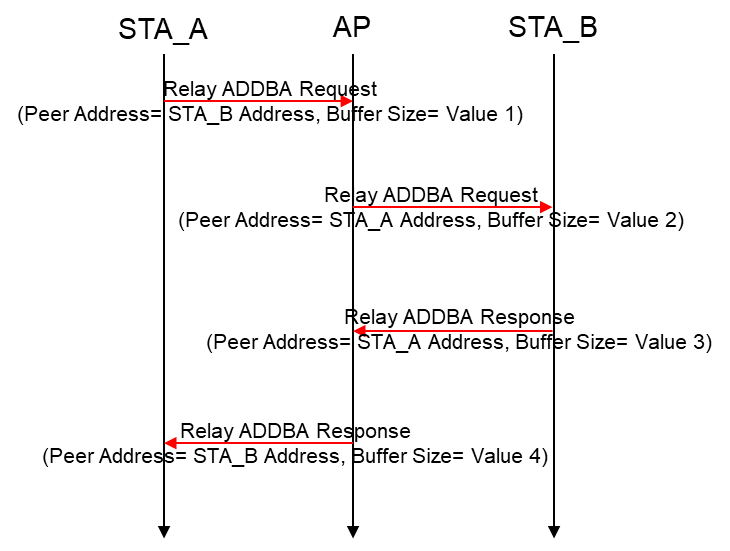 STA_A AP STA_B
Relay ADDBA Request
(Peer Address= STA_B Address, Buffer Size= Value 1)
Relay ADDBA Request
(Peer Address= STA_A Address, Buffer Size= Value 2)
Relay ADDBA Response
(Peer Address= STA_A Address, Buffer Size= Value 3)
Relay ADDBA Response
(Peer Address= STA_B Address, Buffer Size= Value 4)